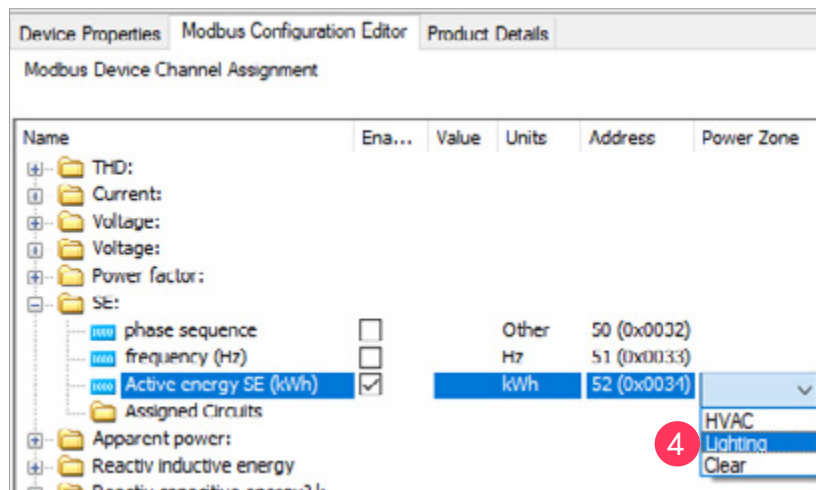 Device Properties Modbus Configuration Editor Product Details
Modbus Device Channel Assignment
Name Ena... Value Units Address Power Zone
THD:
Current:
Voltage:
Voltage:
Power factor:
SE:
phase sequence Other 50 (0x0032)
frequency (Hz) Hz 51 (0x0033)
Active energy SE (kWh) kWh 52 (0x0034)
Assigned Circuits
HVAC
Apparent power:
4 Lighting
Reactiv inductive energy
Clear